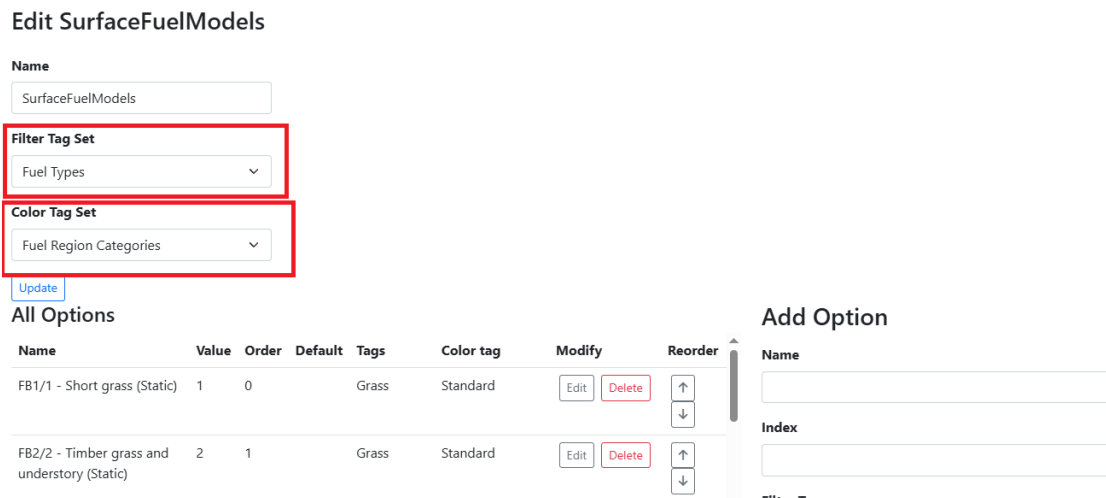 Edit SurfaceFuelModels
Name
SurfaceFuelModels
Filter Tag Set
Fuel Types
Color Tag Set
Fuel Region Categories
Update
All Options
Name Value Order Default Tags Color tag Modify Reorder
FB1/1 - Short grass (Static) 1 0 Grass Standard Edit Delete
FB2/2 - Timber grass and 2 1 Grass Standard Edit Delete
understory (Static)
Add Option
Name
Index